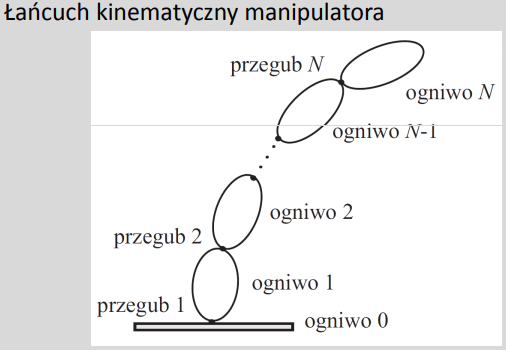 Łańcuch kinematyczny manipulatora
przegub N
ogniwo N
ogniwo N-1
ogniwo 2
przegub 2
ogniwo 1
przegub 1
ogniwo 0